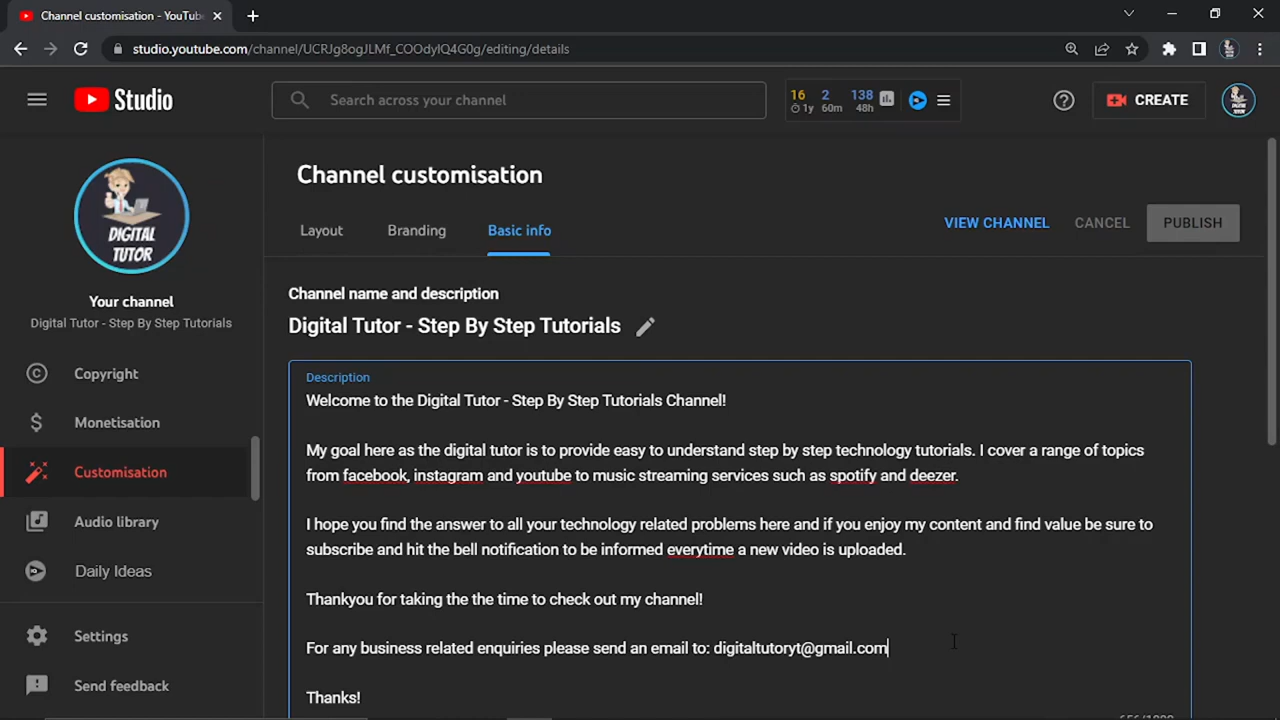 Channel customisation - YouTube
studio.youtube.com/channel/UCRJg8ogJLMf_COOdylQ4G0g/editing/details
Studio
Search across your channel
16 2 138
1y 60m 48h
CREATE
DIGITAL
TUTOR
Your channel
Digital Tutor - Step By Step Tutorials
Copyright
Monetisation
Customisation
Audio library
Daily Ideas
Settings
Send feedback
Channel customisation
Layout Branding Basic info
VIEW CHANNEL CANCEL PUBLISH
Channel name and description
Digital Tutor - Step By Step Tutorials
Description
Welcome to the Digital Tutor - Step By Step Tutorials Channel!
My goal here as the digital tutor is to provide easy to understand step by step technology tutorials. I cover a range of topics
from facebook, instagram and youtube to music streaming services such as spotify and deezer.
I hope you find the answer to all your technology related problems here and if you enjoy my content and find value be sure to
subscribe and hit the bell notification to be informed everytime a new video is uploaded.
Thankyou for taking the the time to check out my channel!
For any business related enquiries please send an email to: digitaltutoryt@gmail.com
Thanks!